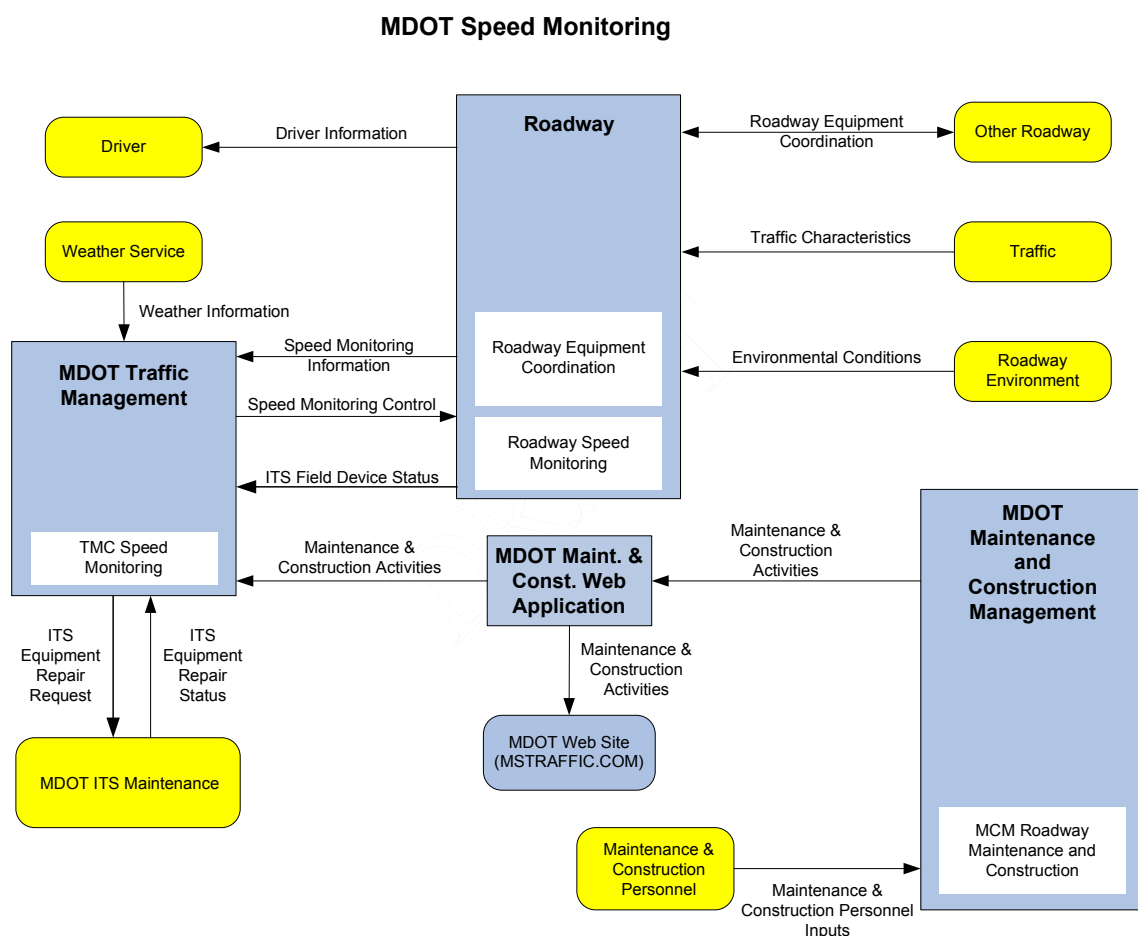 MDOT Speed Monitoring
Roadway
Driver Information
Driver
Roadway Equipment
Coordination
Other Roadway
Weather Service
Traffic Characteristics
Traffic
Weather Information
MDOT Traffic
Management
Speed Monitoring
Information
Roadway Equipment
Coordination
Environmental Conditions
Roadway
Environment
Speed Monitoring Control
Roadway Speed
Monitoring
ITS Field Device Status
TMC Speed
Monitoring
Maintenance &
Construction Activities
MDOT Maint. &
Const. Web
Application
Maintenance &
Construction
Activities
MDOT
Maintenance
and
Construction
Management
ITS
Equipment
Repair
Request
ITS
Equipment
Repair
Status
Maintenance &
Construction
Activities
MDOT ITS Maintenance
MDOT Web Site
(MSTRAFFIC.COM)
Maintenance &
Construction
Personnel
MCM Roadway
Maintenance and
Construction
Maintenance &
Construction Personnel
Inputs